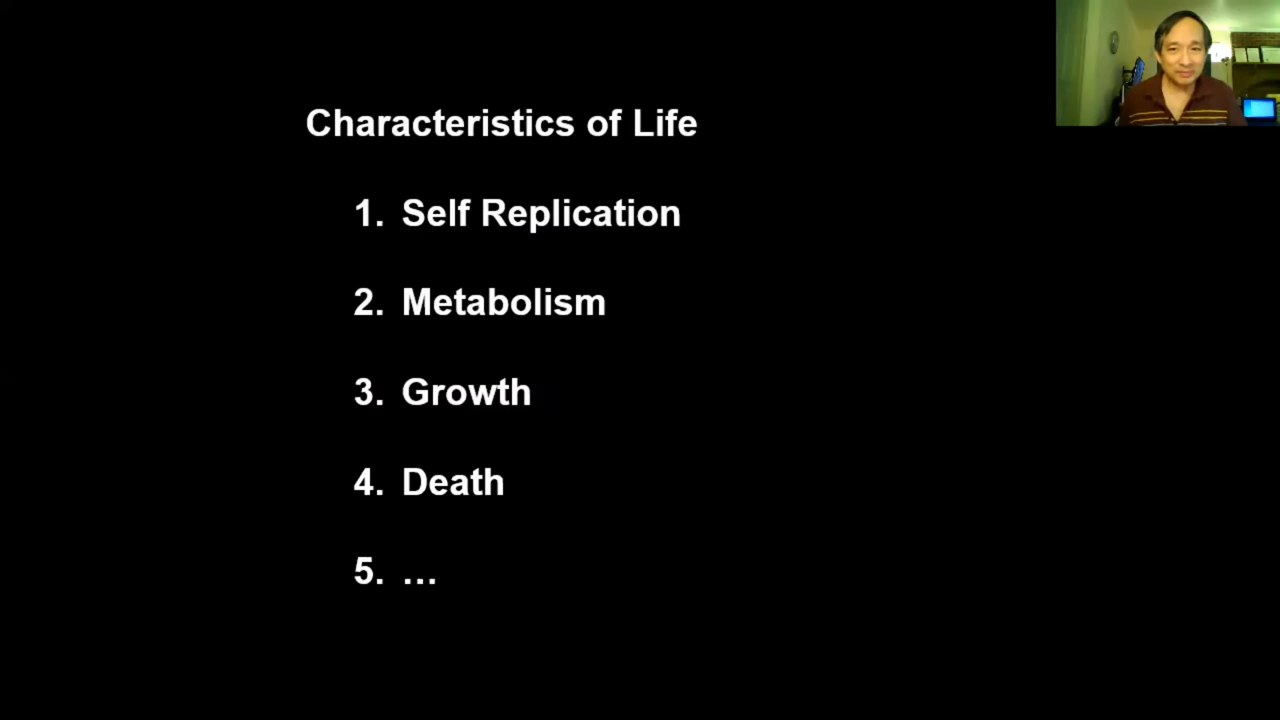 Characteristics of Life
1. Self Replication
2. Metabolism
3. Growth
4. Death
5. …